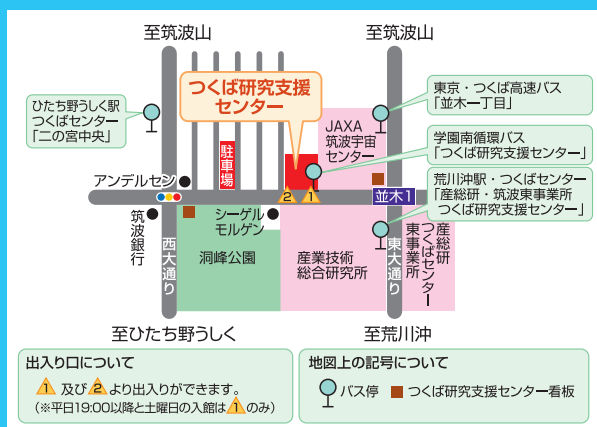 至筑波山
至筑波山
ひたち野うしく駅
つくばセンター
「二の宮中央」
つくば研究支援
センター
東京・つくば高速バス
「並木一丁目」
JAXA
筑波宇宙
センター
学園南循環バス
「つくば研究支援センター」
駐車場
荒川沖駅・つくばセンター
「産総研・筑波東事業所
つくば研究支援センター」
アンデルセン
2
1
並木1
筑波銀行
西大通り
シーゲル
モルゲン
洞峰公園
産業技術
総合研究所
東大通り
産総研
つくばセンター
東事業所
至ひたち野うしく
至荒川沖
出入り口について
1 及び 2 より出入りができます。
(※平日19:00以降と土曜日の入館は 1 のみ)
地図上の記号について
バス停
つくば研究支援センター看板